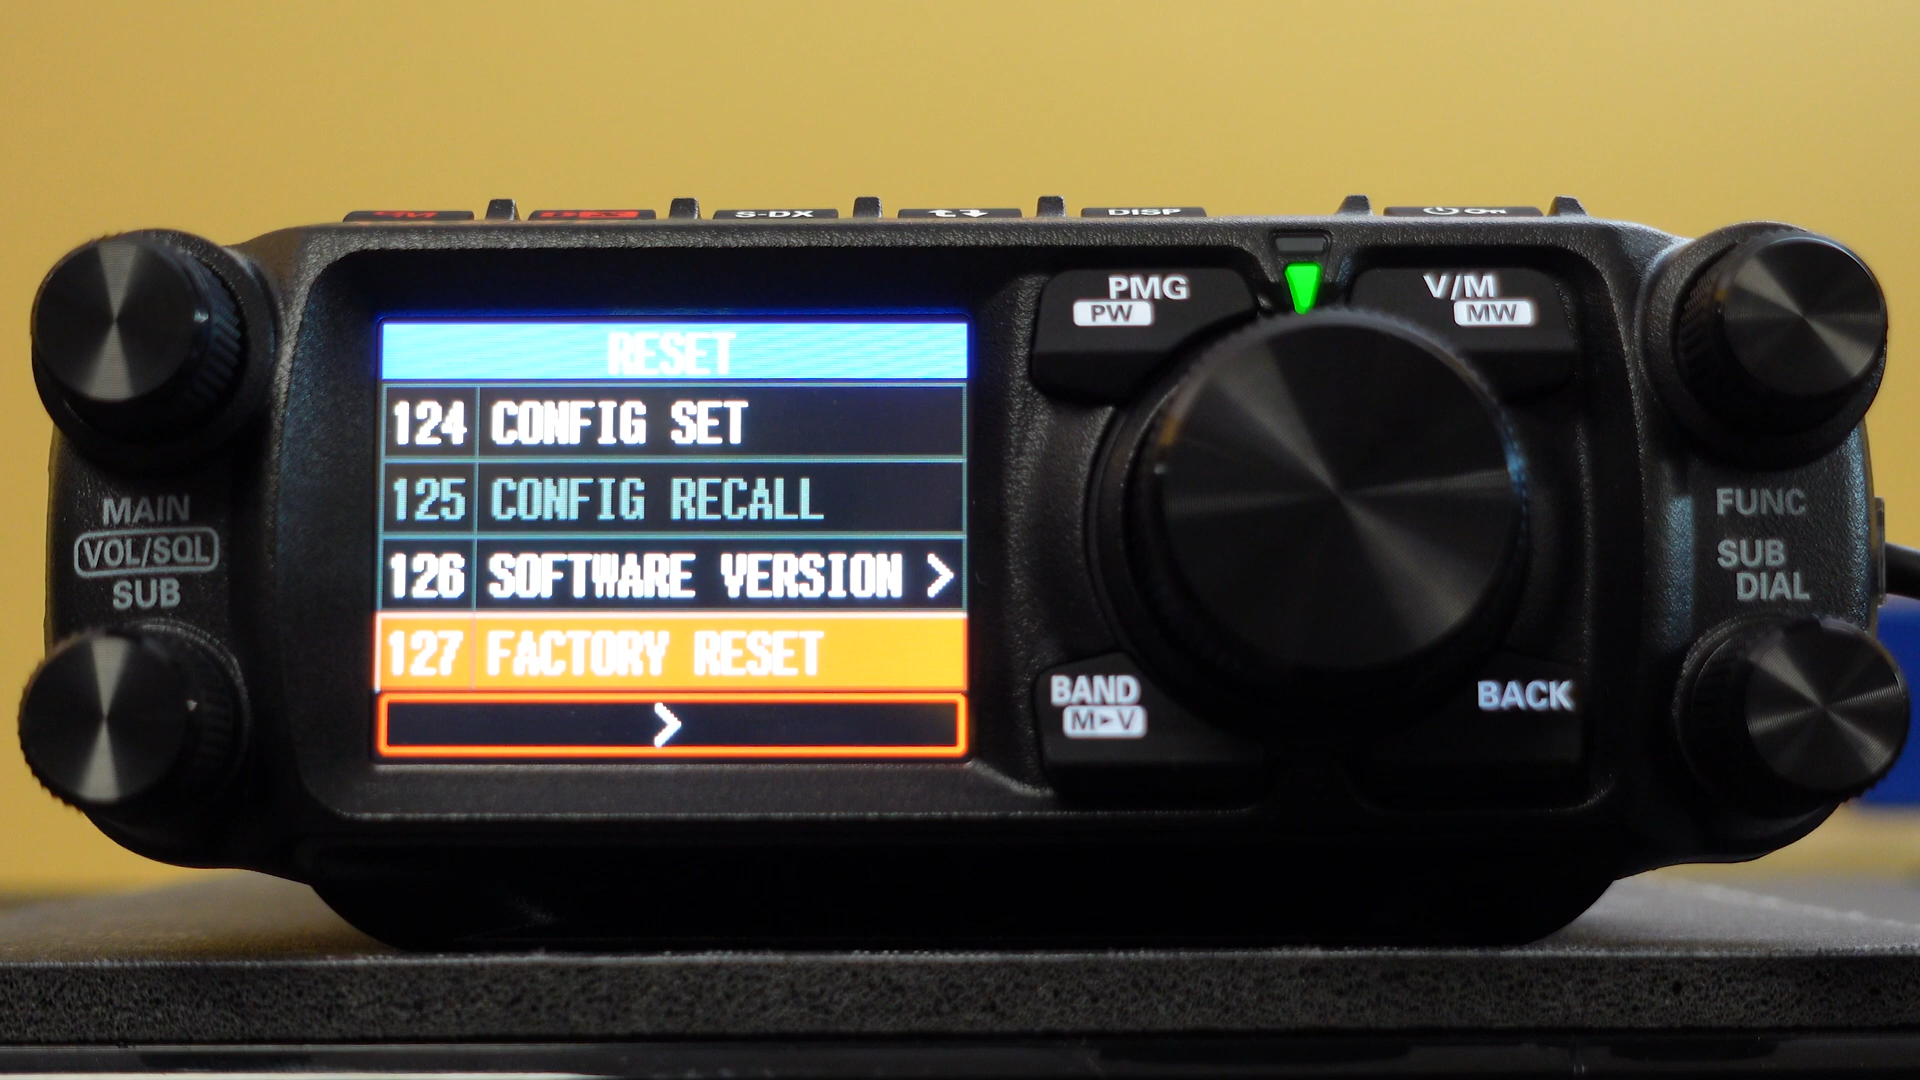 S-DX
DISP
On
PMG
PW
V/M
MW
RESET
124 CONFIG SET
125 CONFIG RECALL
126 SOFTWARE VERSION >
127 FACTORY RESET
>
MAIN
VOL/SQL
SUB
BAND
M►V
BACK
FUNC
SUB
DIAL